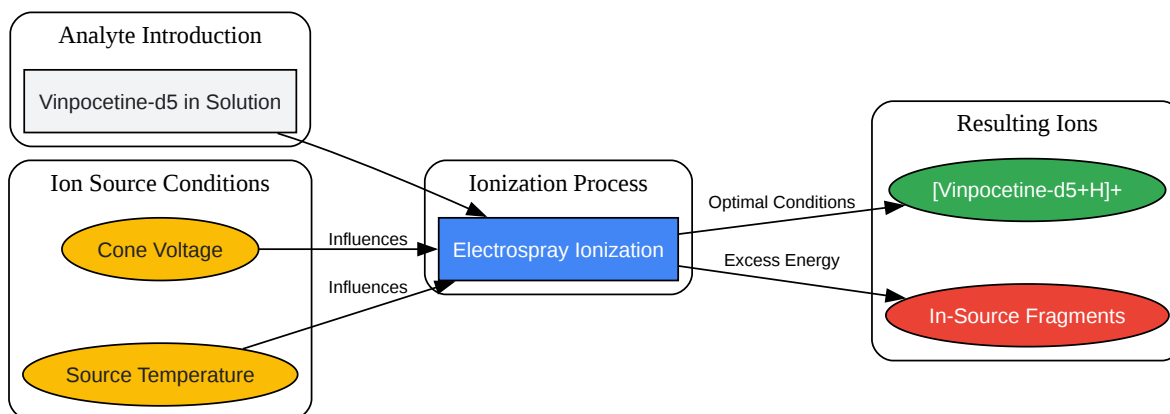 Analyte Introduction
Vinpocetine-d5 in Solution
Ion Source Conditions
Cone Voltage
Source Temperature
Influences
Influences
Ionization Process
Electrospray Ionization
Optimal Conditions
Excess Energy
Resulting Ions
[Vinpocetine-d5+H]+
In-Source Fragments